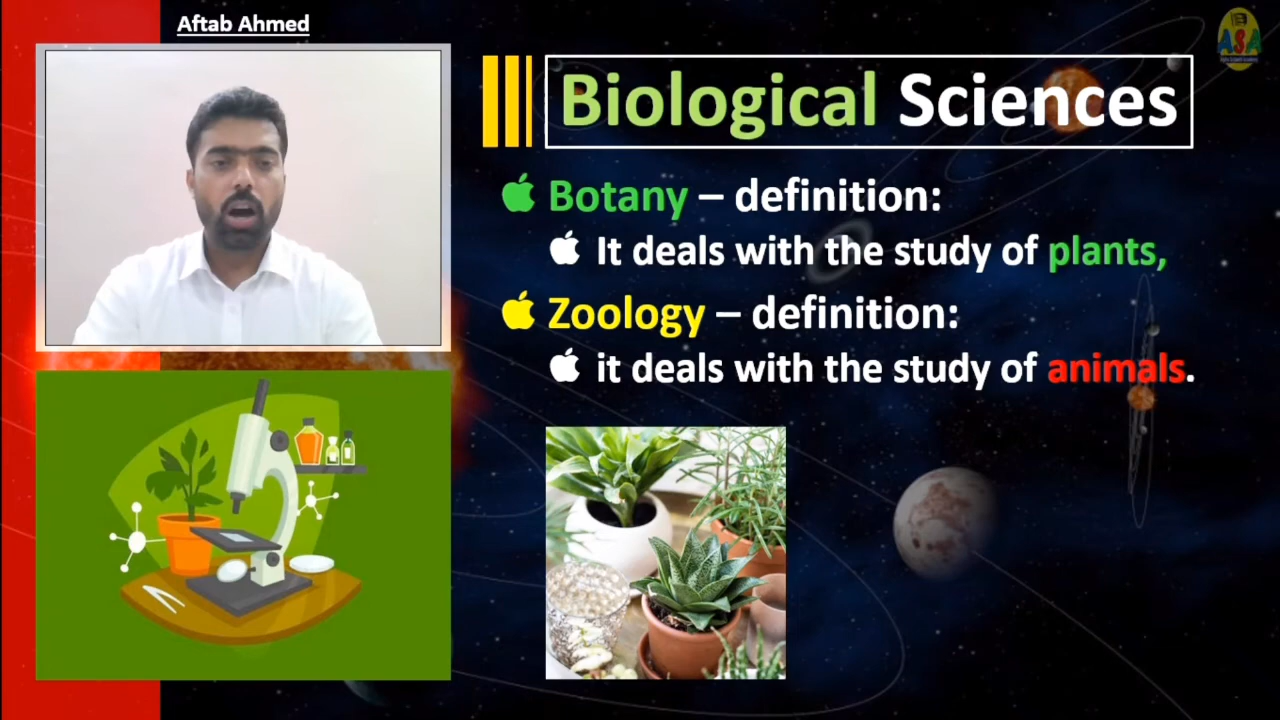 Aftab Ahmed
Biological Sciences
Botany – definition:
It deals with the study of plants,
Zoology – definition:
it deals with the study of animals.
ASA